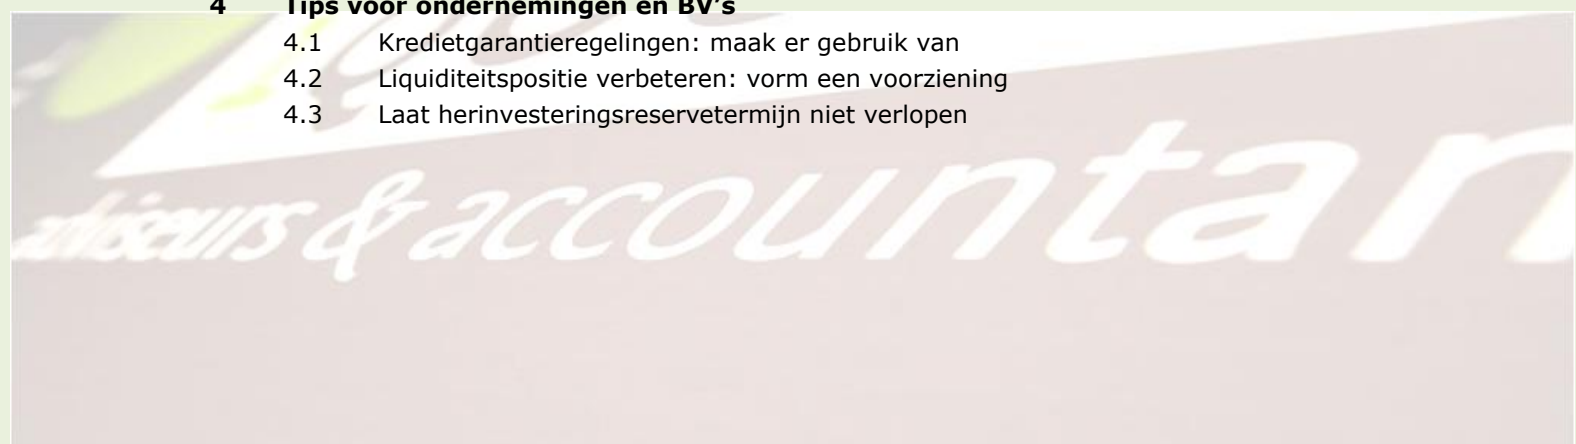 4 Tips voor ondernemingen en BV's
4.1 Kredietgarantieregelingen: maak er gebruik van
4.2 Liquiditeitspositie verbeteren: vorm een voorziening
4.3 Laat herinvesteringsreservetermijn niet verlopen
adviseurs & accountan